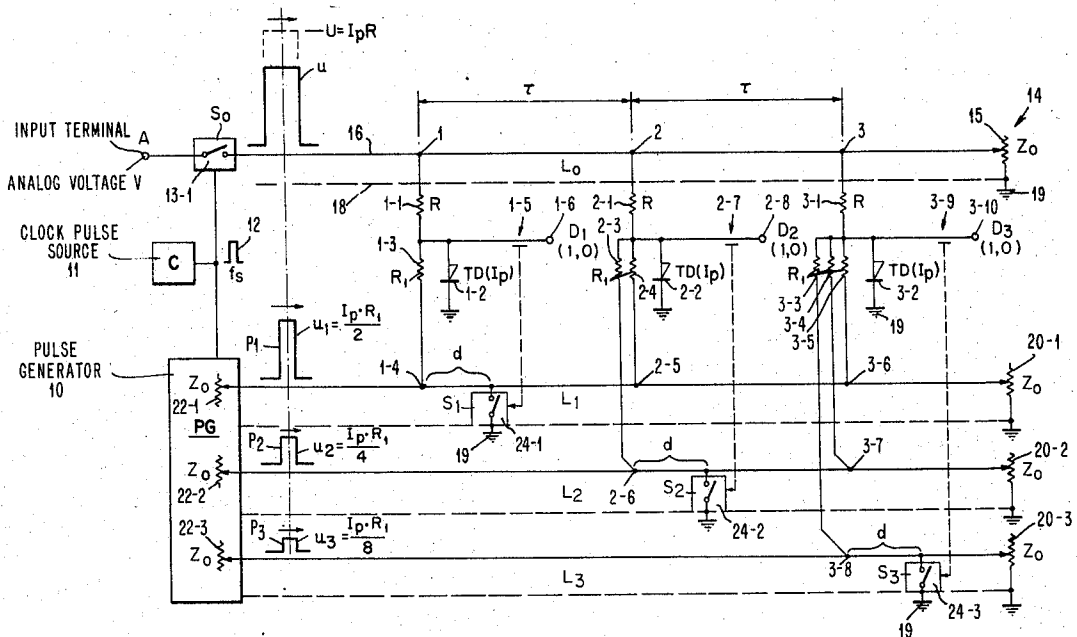 U=IpR
u
τ τ
14
S₀
15
INPUT TERMINAL A 16 1 2 3 Z₀
ANALOG VOLTAGE V 13-1 L₀
18 19
12 1-1 R 1-5 1-6 2-1 R 2-7 2-8 3-1 R 3-9 3-10
CLOCK PULSE SOURCE 11 C fs
D₁ (1,0) 2-3 D₂ (1,0) D₃ (1,0)
1-3 R₁ TD(Ip) 1-2 R₁ 2-4 TD(Ip) 2-2 R₁ 3-3 3-4 3-5 TD(Ip) 3-2
19
P1 u₁=Ip·R₁/2
PULSE GENERATOR 10
1-4 d 2-5 3-6 20-1
Z₀ 22-1 S₁ L₁ Z₀
PG 19 24-1
P2 u₂=Ip·R₁/4
d 3-7 20-2
Z₀ 22-2 L₂ 2-6 S₂ 24-2 Z₀
22-3 P3 u₃=Ip·R₁/8
d 20-3
Z₀ L₃ 3-8 S₃ Z₀
19 24-3